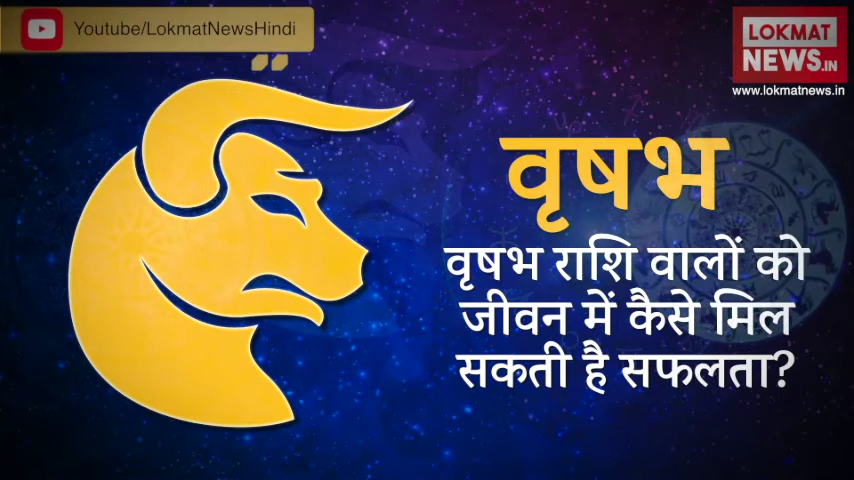 Youtube/LokmatNewsHindi
LOKMAT
NEWS.IN
www.lokmatnews.in
वृषभ
वृषभ राशि वालों को
जीवन में कैसे मिल
सकती है सफलता?